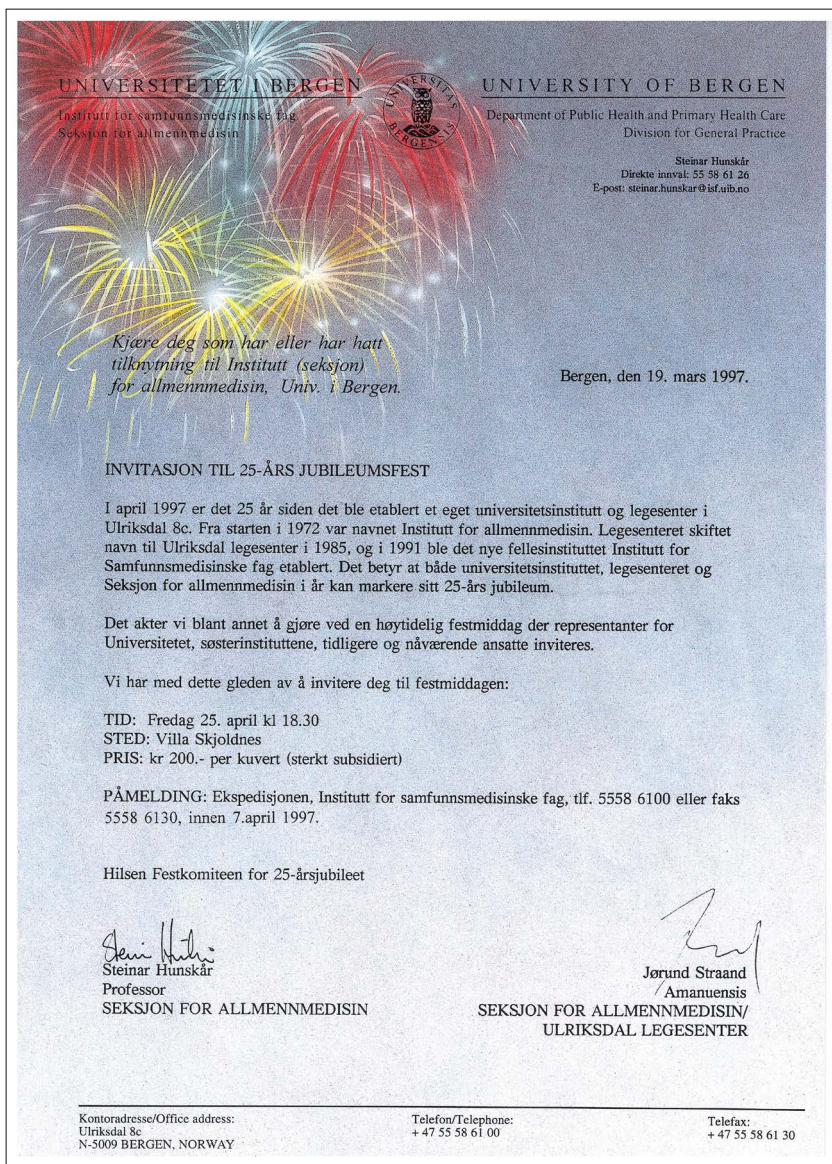 UNIVERSITETET I BERGEN
Institutt for samfunnsmedisinske fag
Seksjon for allmennmedisin
UNIVERSITAS
BERGENSIS
UNIVERSITY OF BERGEN
Department of Public Health and Primary Health Care
Division for General Practice
Steinar Hunskår
Direkte innval: 55 58 61 26
E-post: steinar.hunskar@isf.uib.no
Kjære deg som har eller har hatt
tilknytning til Institutt (seksjon)
for allmennmedisin, Univ. i Bergen.
Bergen, den 19. mars 1997.
INVITASJON TIL 25-ÅRS JUBILEUMSFEST
I april 1997 er det 25 år siden det ble etablert et eget universitetsinstitutt og legesenter i
Ulriksdal 8c. Fra starten i 1972 var navnet Institutt for allmennmedisin. Legesenteret skiftet
navn til Ulriksdal legesenter i 1985, og i 1991 ble det nye fellesinstituttet Institutt for
Samfunnsmedisinske fag etablert. Det betyr at både universitetsinstituttet, legesenteret og
Seksjon for allmennmedisin i år kan markere sitt 25-års jubileum.
Det akter vi blant annet å gjøre ved en høytidelig festmiddag der representanter for
Universitetet, søsterinstituttene, tidligere og nåværende ansatte inviteres.
Vi har med dette gleden av å invitere deg til festmiddagen:
TID: Fredag 25. april kl 18.30
STED: Villa Skjoldnes
PRIS: kr 200.- per kuvert (sterkt subsidiert)
PÅMELDING: Ekspedisjonen, Institutt for samfunnsmedisinske fag, tlf. 5558 6100 eller faks
5558 6130, innen 7.april 1997.
Hilsen Festkomiteen for 25-årsjubileet
Steinar Hunskår
Professor
SEKSJON FOR ALLMENNMEDISIN
Jørund Straand
Amanuensis
SEKSJON FOR ALLMENNMEDISIN/
ULRIKSDAL LEGESENTER
Kontoradresse/Office address:
Ulriksdal 8c
N-5009 BERGEN, NORWAY
Telefon/Telephone:
+ 47 55 58 61 00
Telefax:
+ 47 55 58 61 30